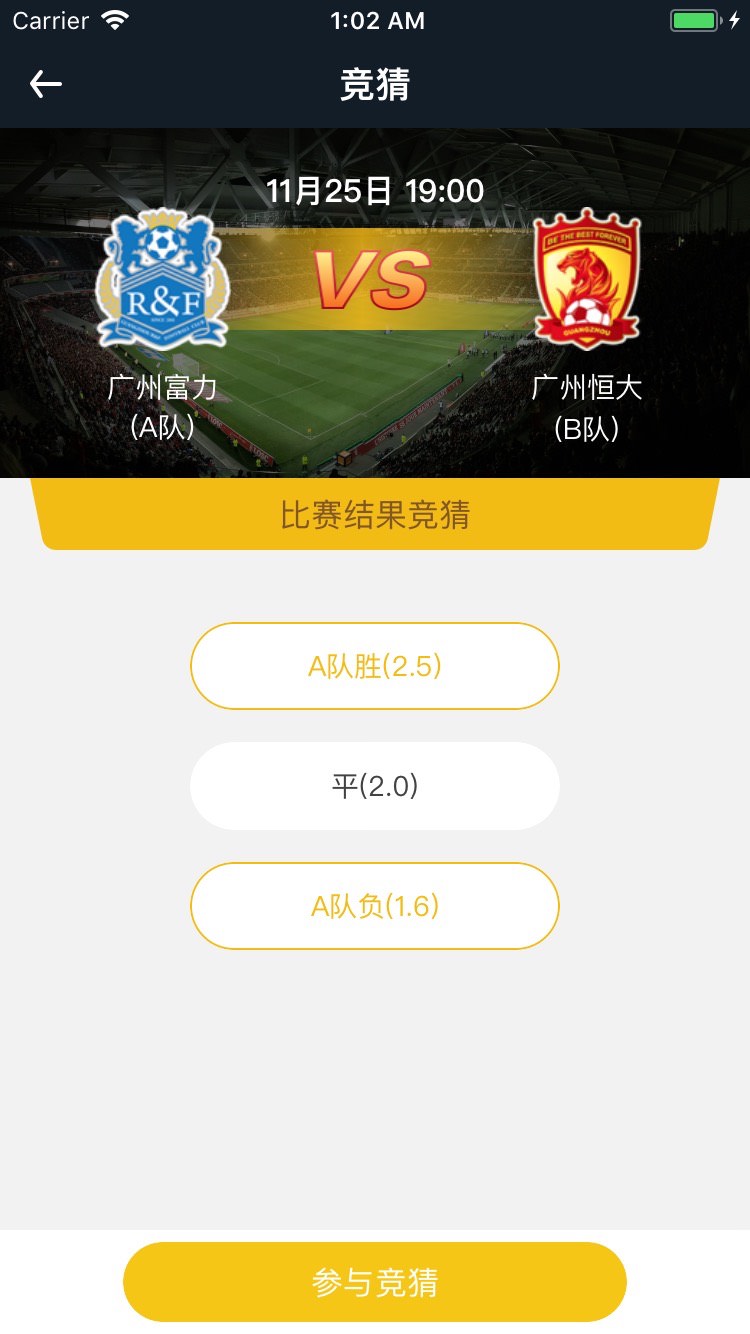 Carrier 1:02 AM
竞猜
11月25日 19:00
VS
BE THE BEST FOREVER
R&F
GUANGZHOU
广州富力
广州恒大
(A队)
(B队)
比赛结果竞猜
A队胜(2.5)
平(2.0)
A队负(1.6)
参与竞猜